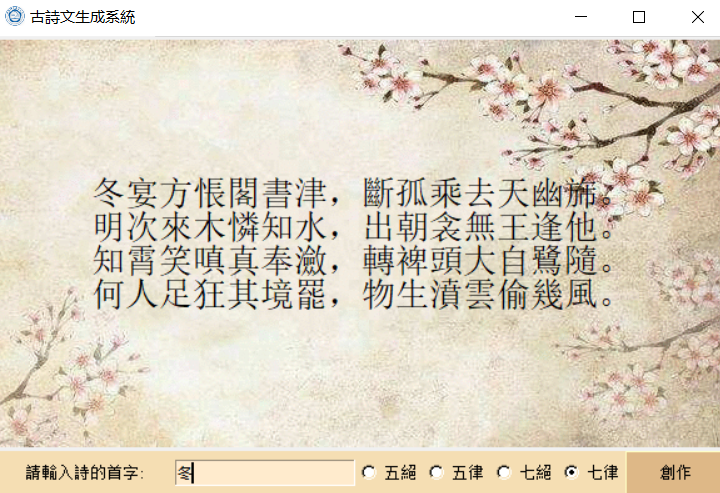 古詩文生成系統
冬宴方悵閣書津，斷孤乘去天幽旆。
明次來木憐知水，出朝衾無王逢他。
知霄笑嗔真奉瀲，轉裨頭大自鷺隨。
何人足狂其境罷，物生濆雲偷幾風。
請輸入詩的首字: 冬 五絕 五律 七絕 七律 創作